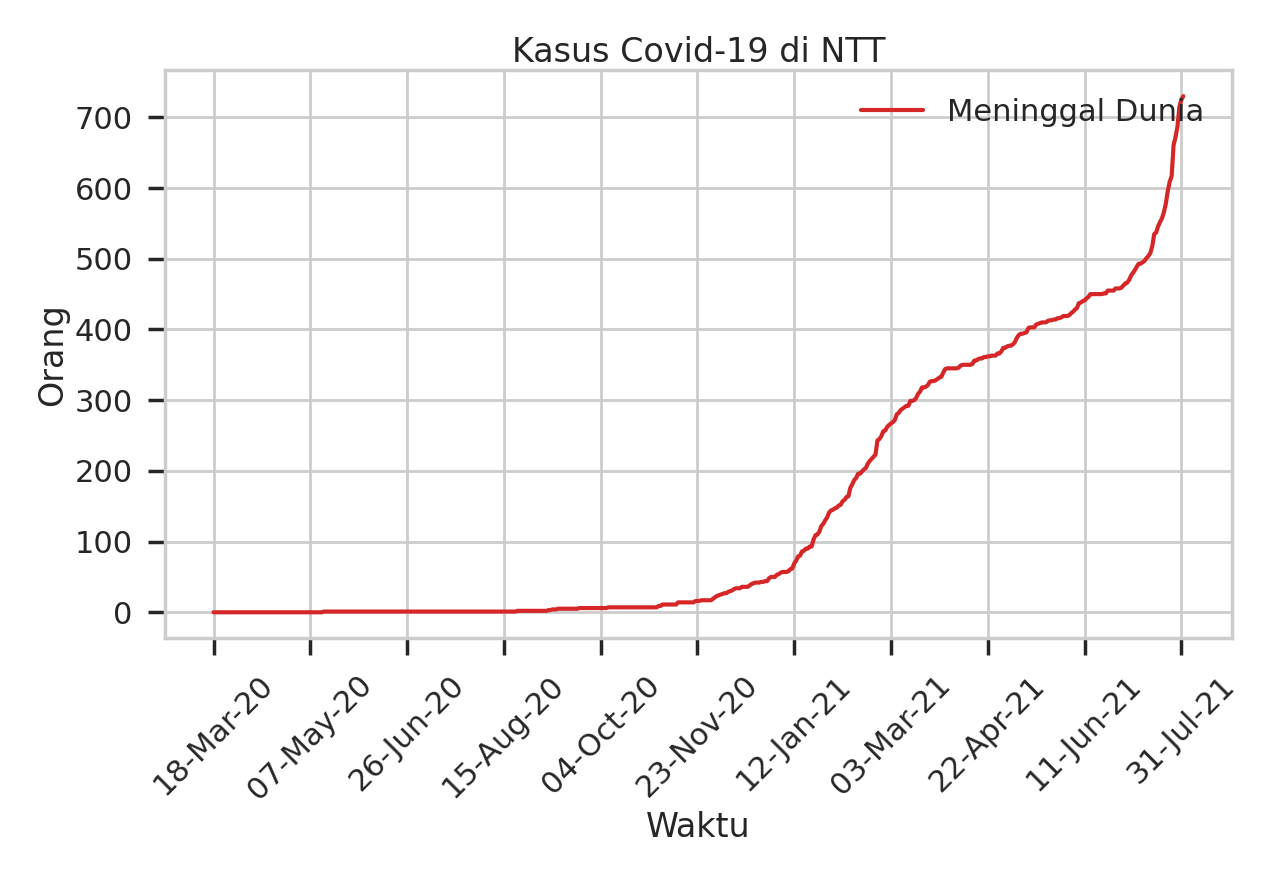 Kasus Covid-19 di NTT
Meninggal Dunia
700
600
500
400
300
200
100
0
Orang
18-Mar-20
07-May-20
26-Jun-20
15-Aug-20
04-Oct-20
23-Nov-20
12-Jan-21
03-Mar-21
22-Apr-21
11-Jun-21
31-Jul-21
Waktu